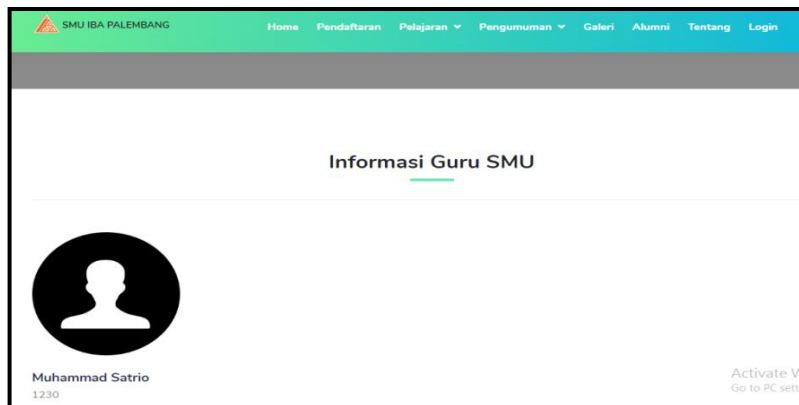 SMU IBA PALEMBANG
Home Pendaftaran Pelajaran Pengumuman Galeri Alumni Tentang Login
Informasi Guru SMU
Muhammad Satrio
1230
Activate
Go to PC